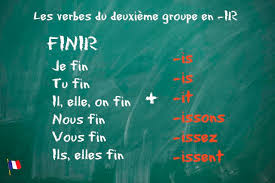 Les verbes du deuxième groupe en -IR
FINIR
Je fin -is
Tu fin -is
Il, elle, on fin + -it
Nous fin -issons
Vous fin -issez
Ils, elles fin -issent